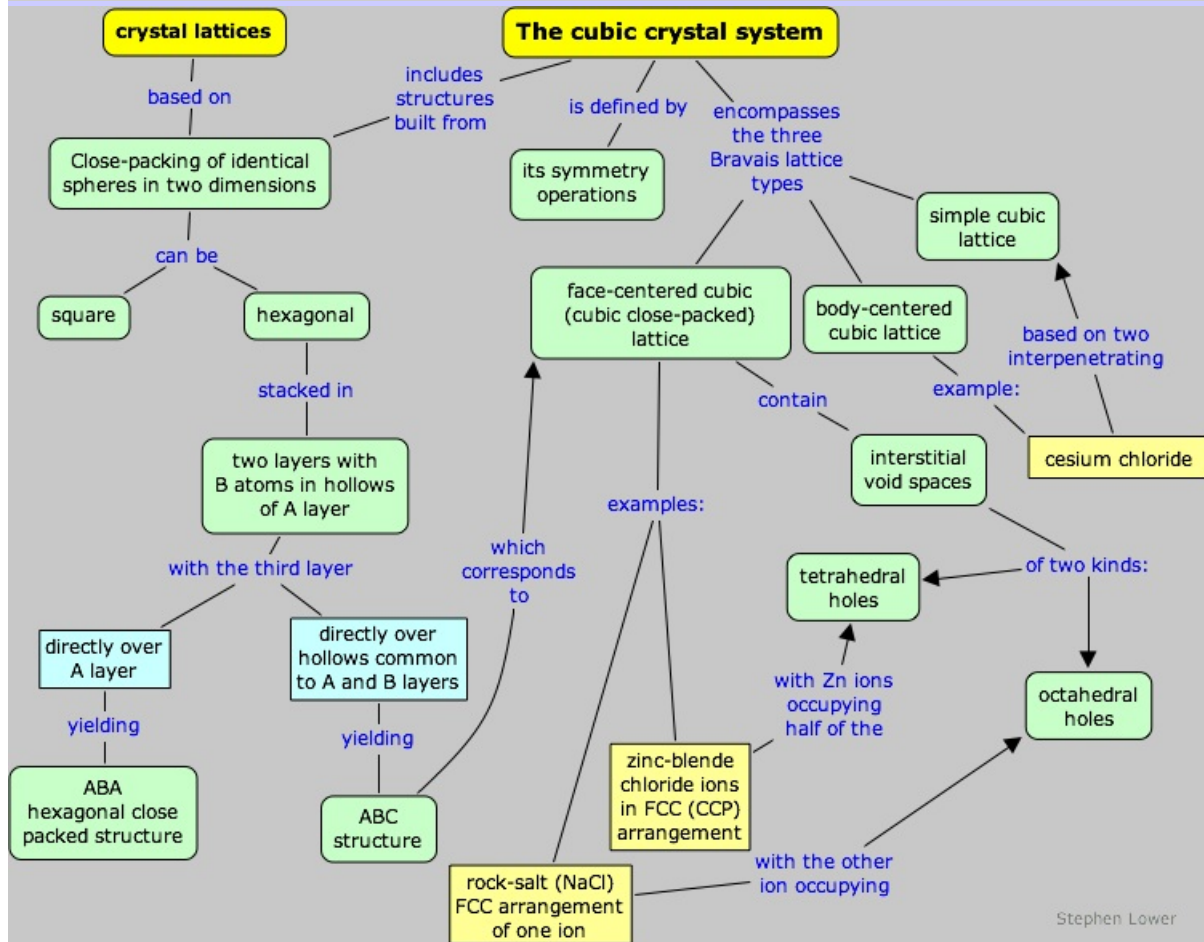 crystal lattices
The cubic crystal system
based on
includes
structures
built from
is defined by
encompasses
the three
Bravais lattice
types
Close-packing of identical
spheres in two dimensions
its symmetry
operations
simple cubic
lattice
can be
square
hexagonal
face-centered cubic
(cubic close-packed)
lattice
body-centered
cubic lattice
based on two
interpenetrating
stacked in
contain
example:
cesium chloride
two layers with
B atoms in hollows
of A layer
interstitial
void spaces
examples:
with the third layer
which
corresponds
to
of two kinds:
tetrahedral
holes
directly over
A layer
directly over
hollows common
to A and B layers
with Zn ions
occupying
half of the
octahedral
holes
yielding
yielding
zinc-blende
chloride ions
in FCC (CCP)
arrangement
ABA
hexagonal close
packed structure
ABC
structure
rock-salt (NaCl)
FCC arrangement
of one ion
with the other
ion occupying
Stephen Lower